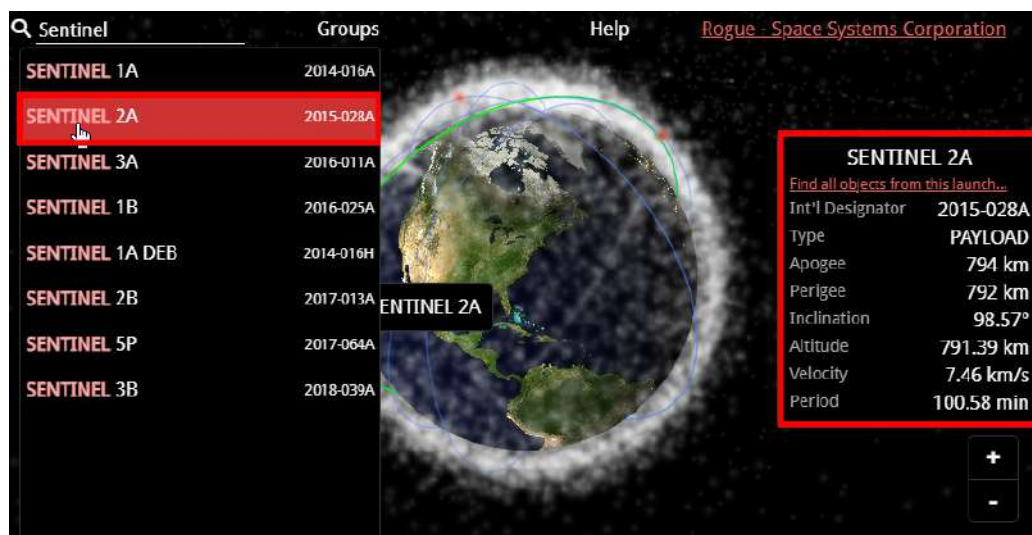 Sentinel Groups Help Rogue - Space Systems Corporation
SENTINEL 1A 2014-016A
SENTINEL 2A 2015-028A
SENTINEL 3A 2016-011A
SENTINEL 1B 2016-025A
SENTINEL 1A DEB 2014-016H
SENTINEL 2B 2017-013A
SENTINEL 5P 2017-064A
SENTINEL 3B 2018-039A
ENTINEL 2A
SENTINEL 2A
Find all objects from this launch...
Int'l Designator 2015-028A
Type PAYLOAD
Apogee 794 km
Perigee 792 km
Inclination 98.57°
Altitude 791.39 km
Velocity 7.46 km/s
Period 100.58 min
+
-